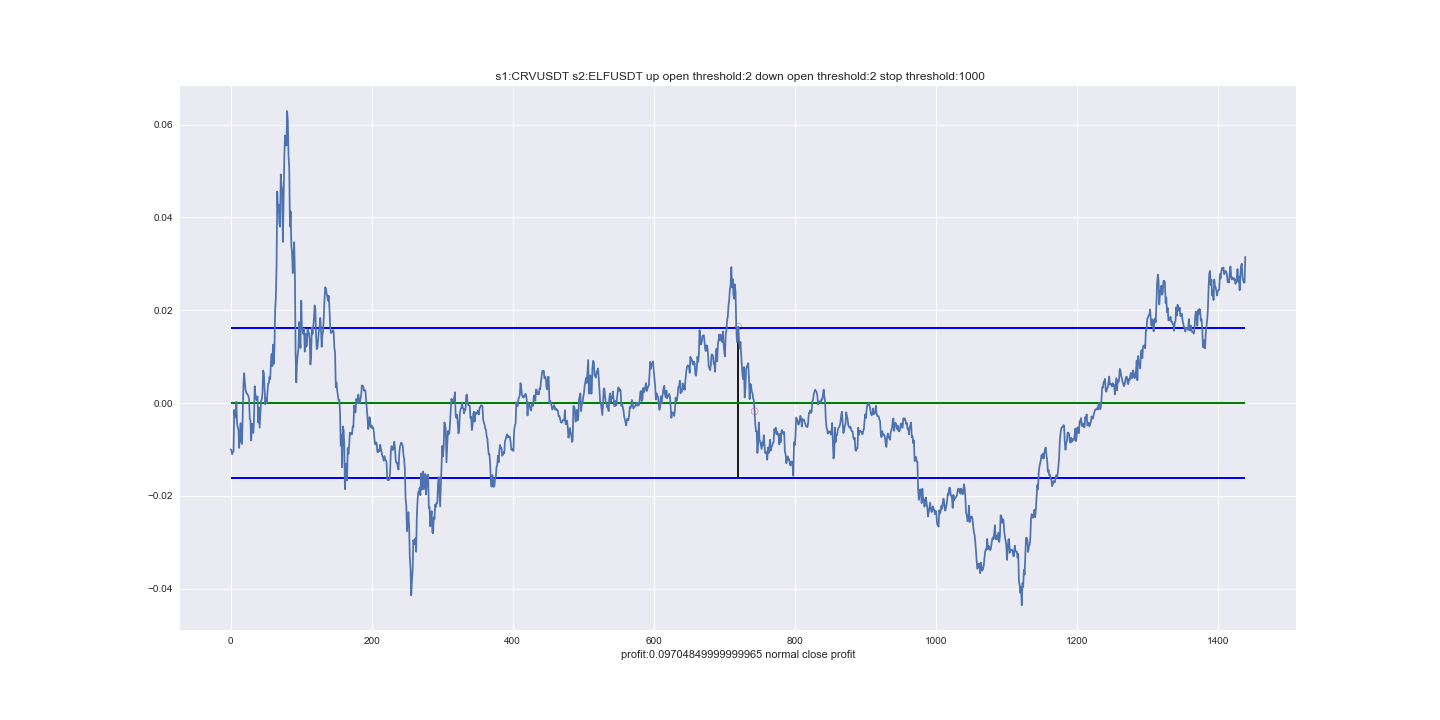 s1:CRVUSDT s2:ELFUSDT up open threshold:2 down open threshold:2 stop threshold:1000
0.06
0.04
0.02
0.00
−0.02
−0.04
0 200 400 600 800 1000 1200 1400
profit:0.09704849999999965 normal close profit